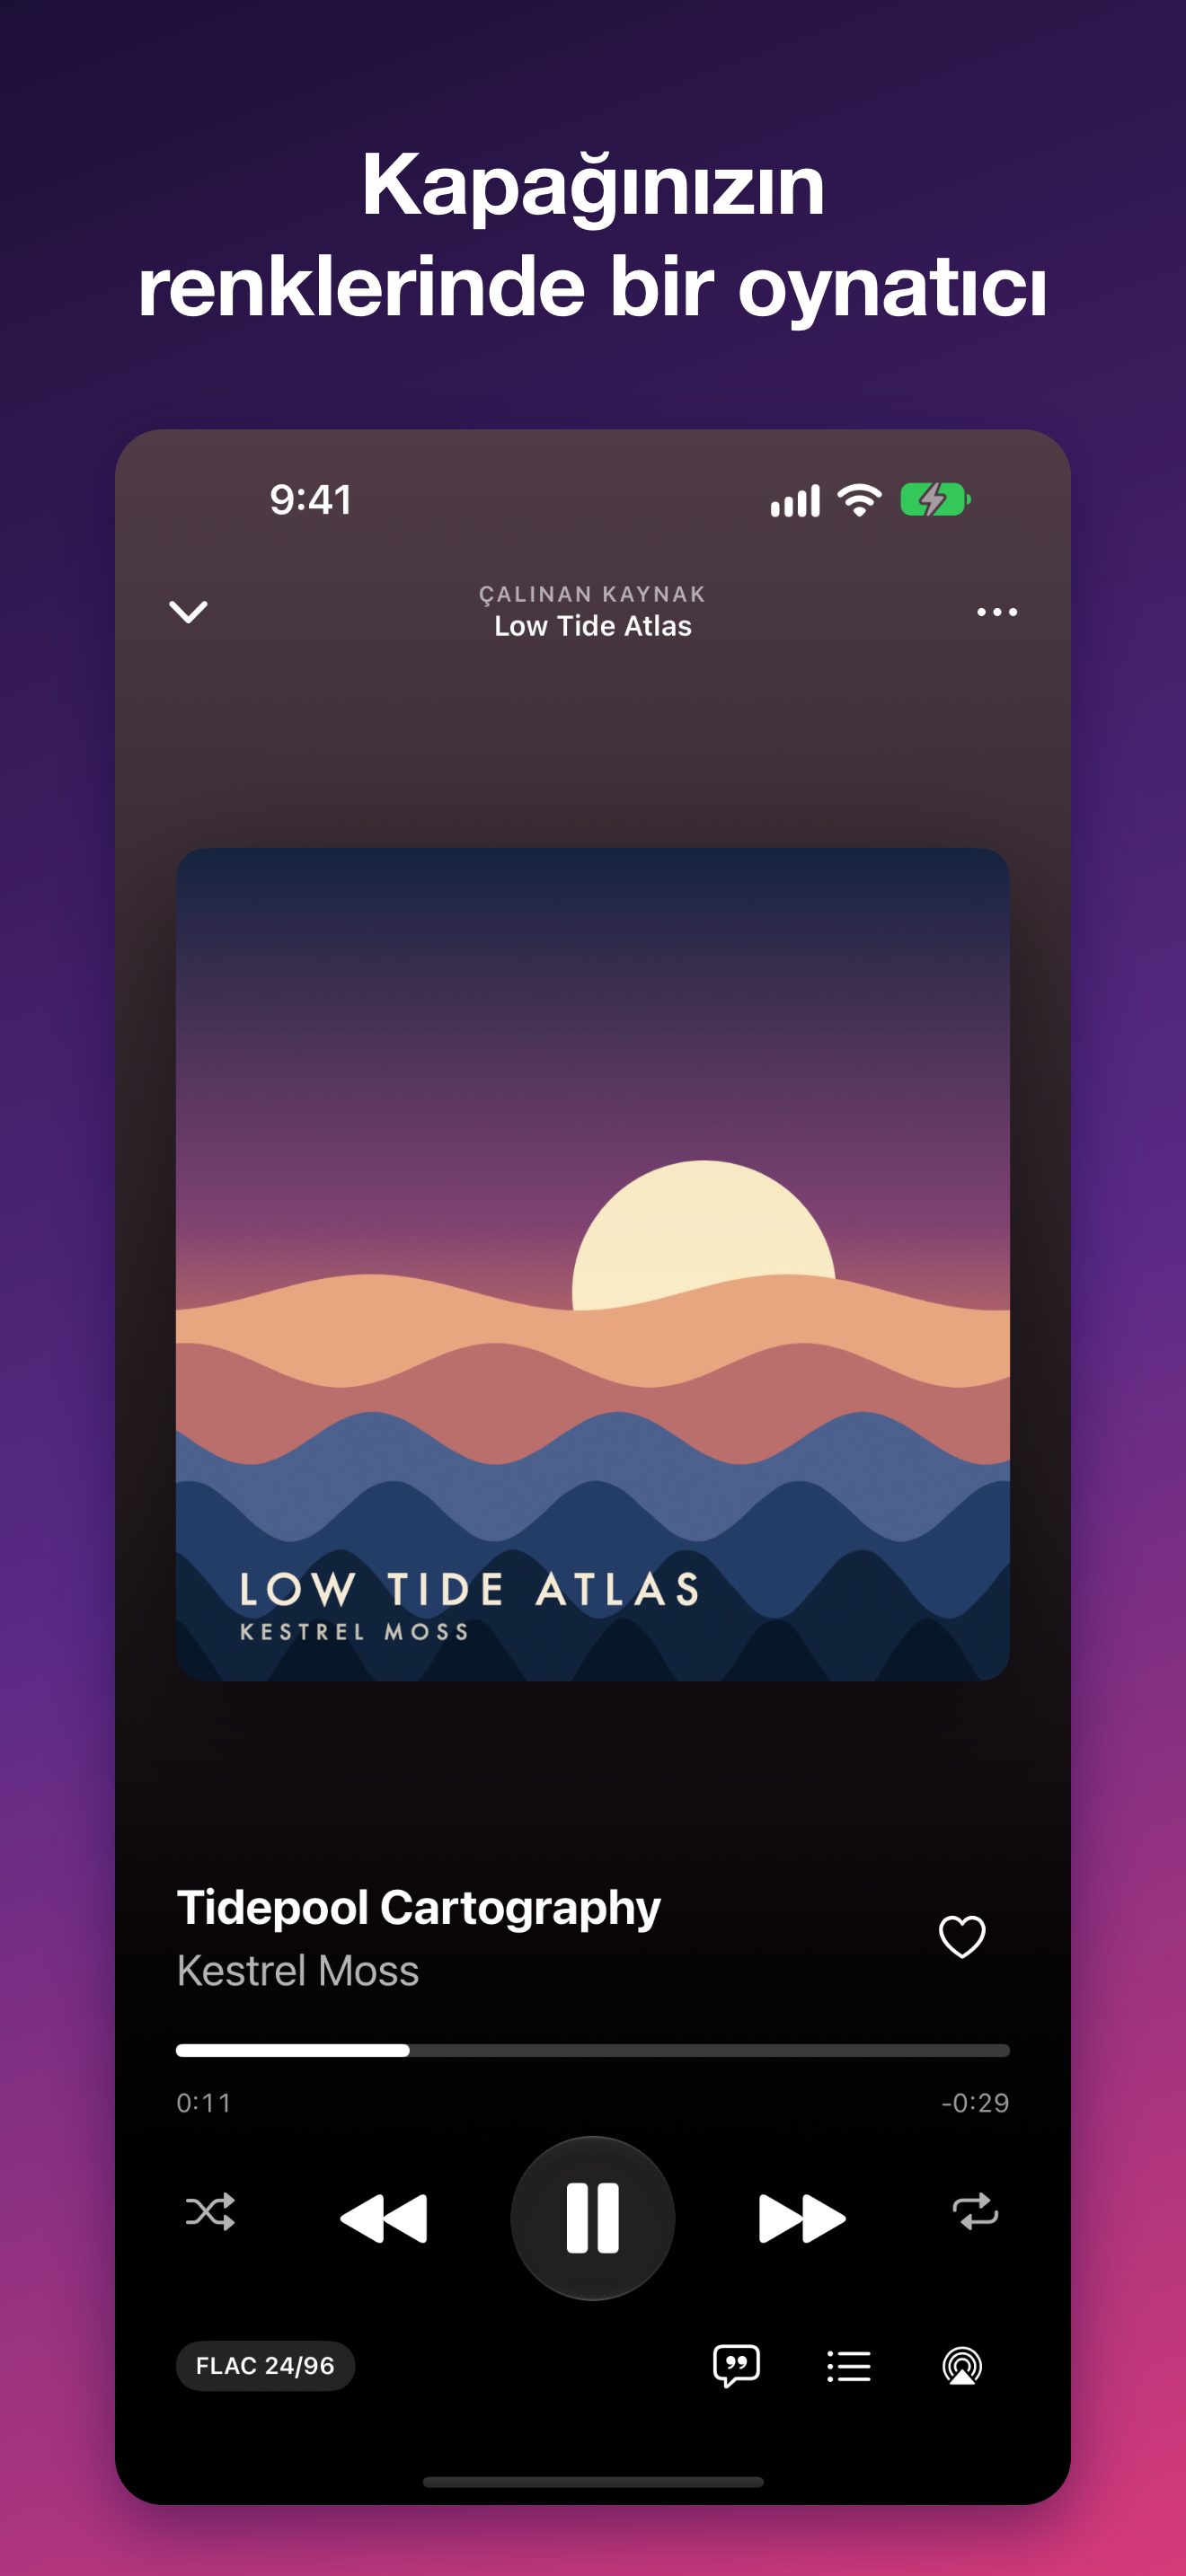 Kapağınızın
renklerinde bir oynatıcı
9:41
ÇALINAN KAYNAK
Low Tide Atlas
LOW TIDE ATLAS
KESTREL MOSS
Tidepool Cartography
Kestrel Moss
0:11
-0:29
FLAC 24/96